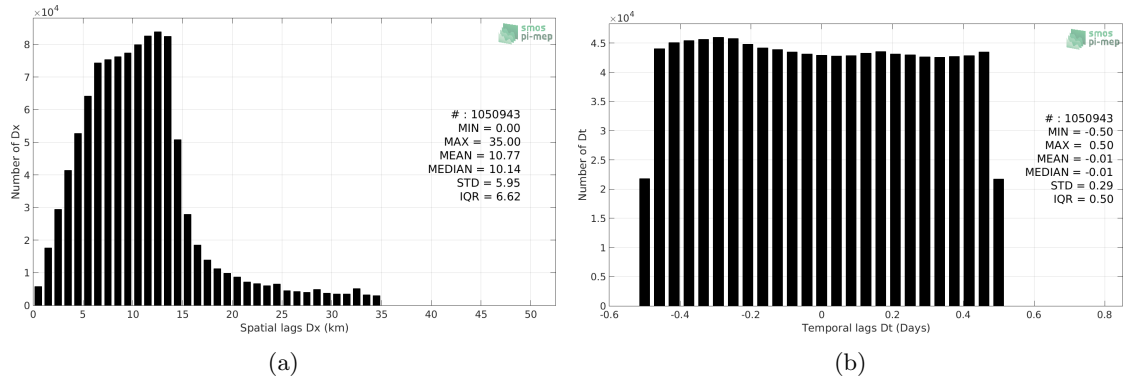 ×10⁴
8
7
6
5
4
3
2
1
0
Number of Dx
smos
pi-mep
# : 1050943
MIN = 0.00
MAX = 35.00
MEAN = 10.77
MEDIAN = 10.14
STD = 5.95
IQR = 6.62
0 5 10 15 20 25 30 35 40 45 50
Spatial lags Dx (km)
(a)
×10⁴
4.5
4
3.5
3
2.5
2
1.5
1
0.5
0
Number of Dt
smos
pi-mep
# : 1050943
MIN = -0.50
MAX = 0.50
MEAN = -0.01
MEDIAN = -0.01
STD = 0.29
IQR = 0.50
-0.6 -0.4 -0.2 0 0.2 0.4 0.6 0.8
Temporal lags Dt (Days)
(b)